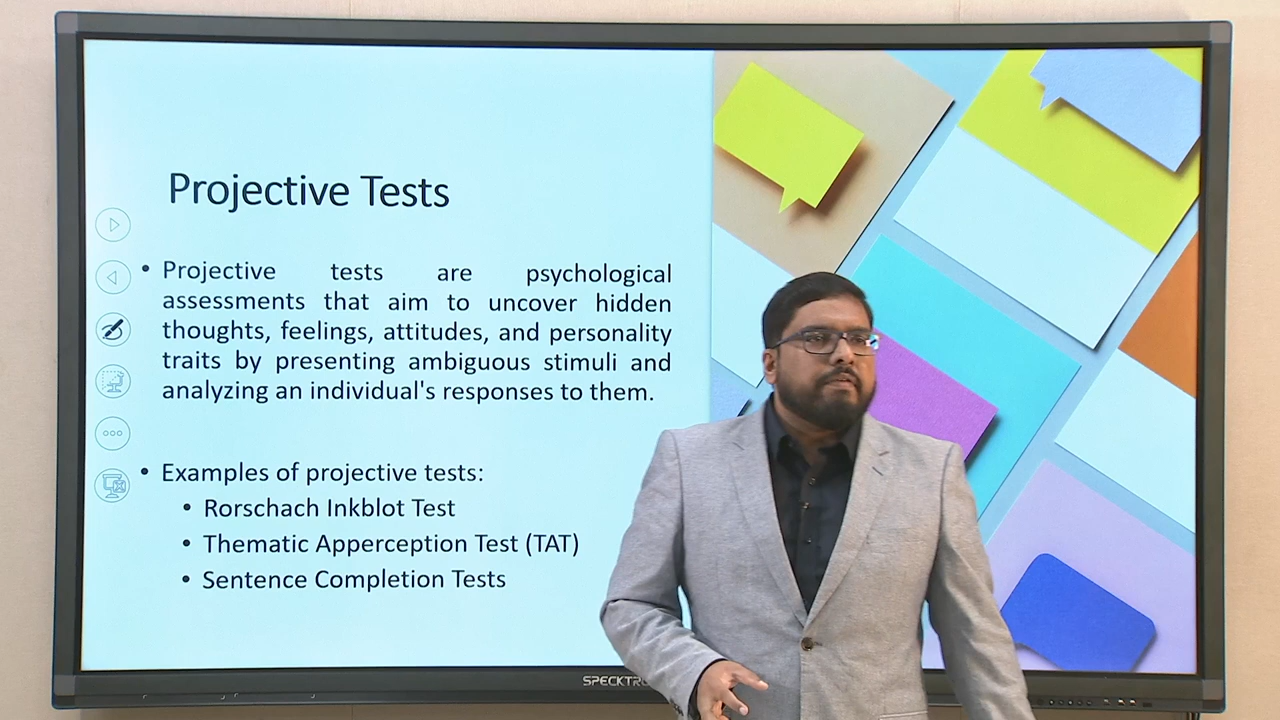 Projective Tests
• Projective tests are psychological
assessments that aim to uncover hidden
thoughts, feelings, attitudes, and personality
traits by presenting ambiguous stimuli and
analyzing an individual's responses to them.
• Examples of projective tests:
• Rorschach Inkblot Test
• Thematic Apperception Test (TAT)
• Sentence Completion Tests
SPECKTR